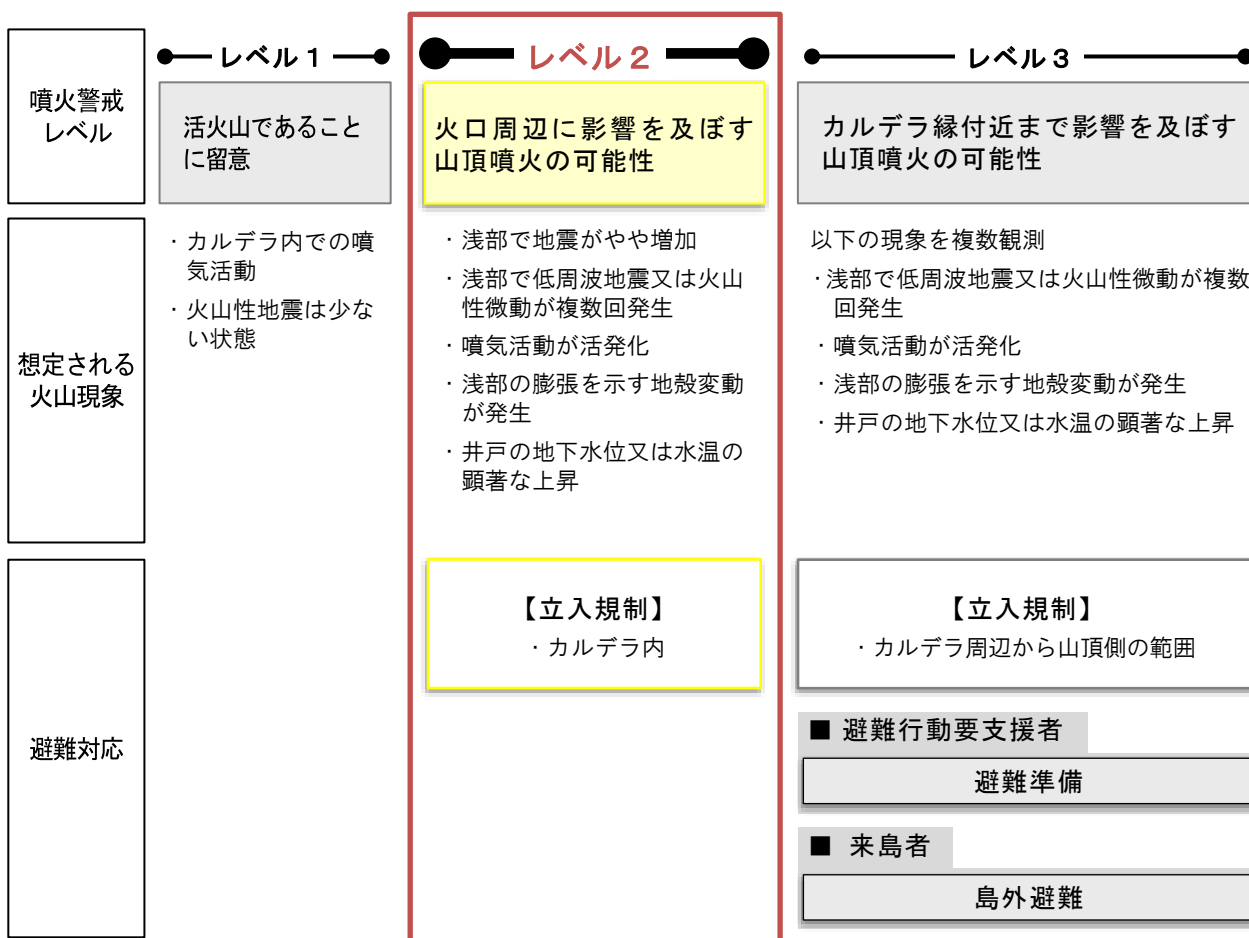 噴火警戒
レベル
レベル１
活火山であること
に留意
レベル２
火口周辺に影響を及ぼす
山頂噴火の可能性
レベル３
カルデラ縁付近まで影響を及ぼす
山頂噴火の可能性
想定される
火山現象
・カルデラ内での噴
気活動
・火山性地震は少な
い状態
・浅部で地震がやや増加
・浅部で低周波地震又は火山
性微動が複数回発生
・噴気活動が活発化
・浅部の膨張を示す地殻変動
が発生
・井戸の地下水位又は水温の
顕著な上昇
以下の現象を複数観測
・浅部で低周波地震又は火山性微動が複数
回発生
・噴気活動が活発化
・浅部の膨張を示す地殻変動が発生
・井戸の地下水位又は水温の顕著な上昇
避難対応
【立入規制】
・カルデラ内
【立入規制】
・カルデラ周辺から山頂側の範囲
■ 避難行動要支援者
避難準備
■ 来島者
島外避難